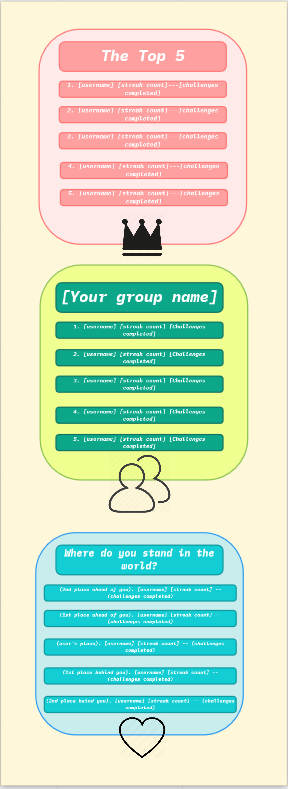 The Top 5
1. [username] [streak count]---[challenges
completed]
2. [username] [streak count]---[challenges
completed]
3. [username] [streak count]---[challenges
completed]
4. [username] [streak count]---[challenges
completed]
5. [username] [streak count]---[challenges
completed]
[Your group name]
1. [username] [streak count] [Challenges
completed]
2. [username] [streak count] [Challenges
completed]
3. [username] [streak count] [Challenges
completed]
4. [username] [streak count] [Challenges
completed]
5. [username] [streak count] [Challenges
completed]
Where do you stand in the
world?
(2nd place ahead of you). [username] [streak count] --
(challenges completed)
(1st place ahead of you). [username] [streak count] --
(challenges completed)
(user's place). [username] [streak count] -- (challenges
completed)
(1st place behind you). [username] [streak count] --
(challenges completed)
(2nd place behind you). [username] [streak count] -- (challenges
completed)